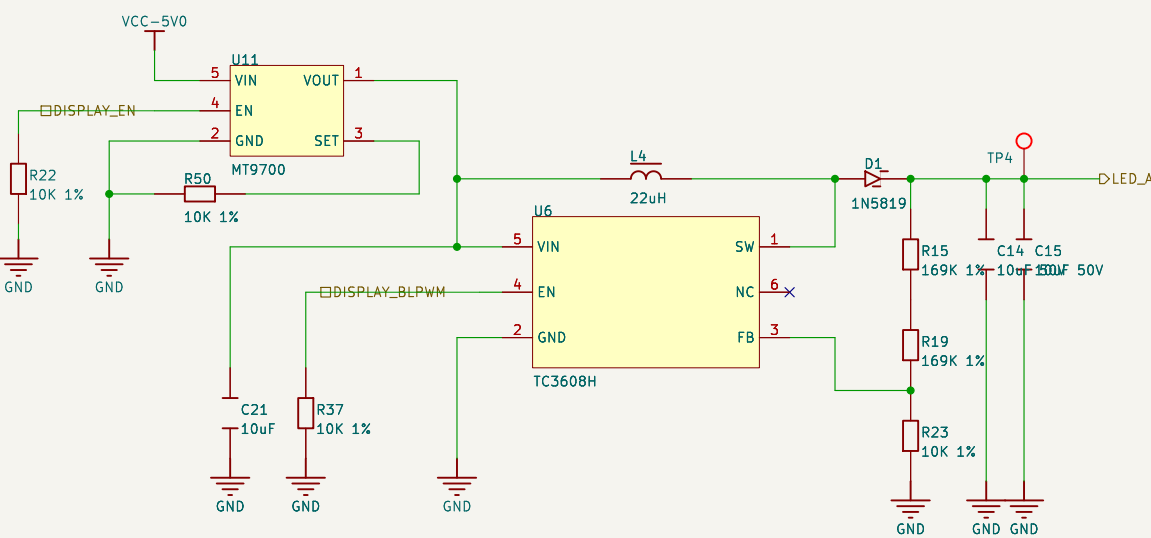 VCC-5V0
U11
5 VIN VOUT 1
DISPLAY_EN 4 EN
2 GND SET 3
MT9700
R22
10K 1%
R50
10K 1%
GND
GND
L4
22uH
D1
1N5819
TP4
LED_A
U6
5 VIN SW 1
DISPLAY_BLPWM 4 EN NC 6
2 GND FB 3
TC3608H
R15
169K 1%
C14
10uF 50V
C15
10uF 50V
R19
169K 1%
R23
10K 1%
C21
10uF
R37
10K 1%
GND
GND
GND
GND
GND
GND